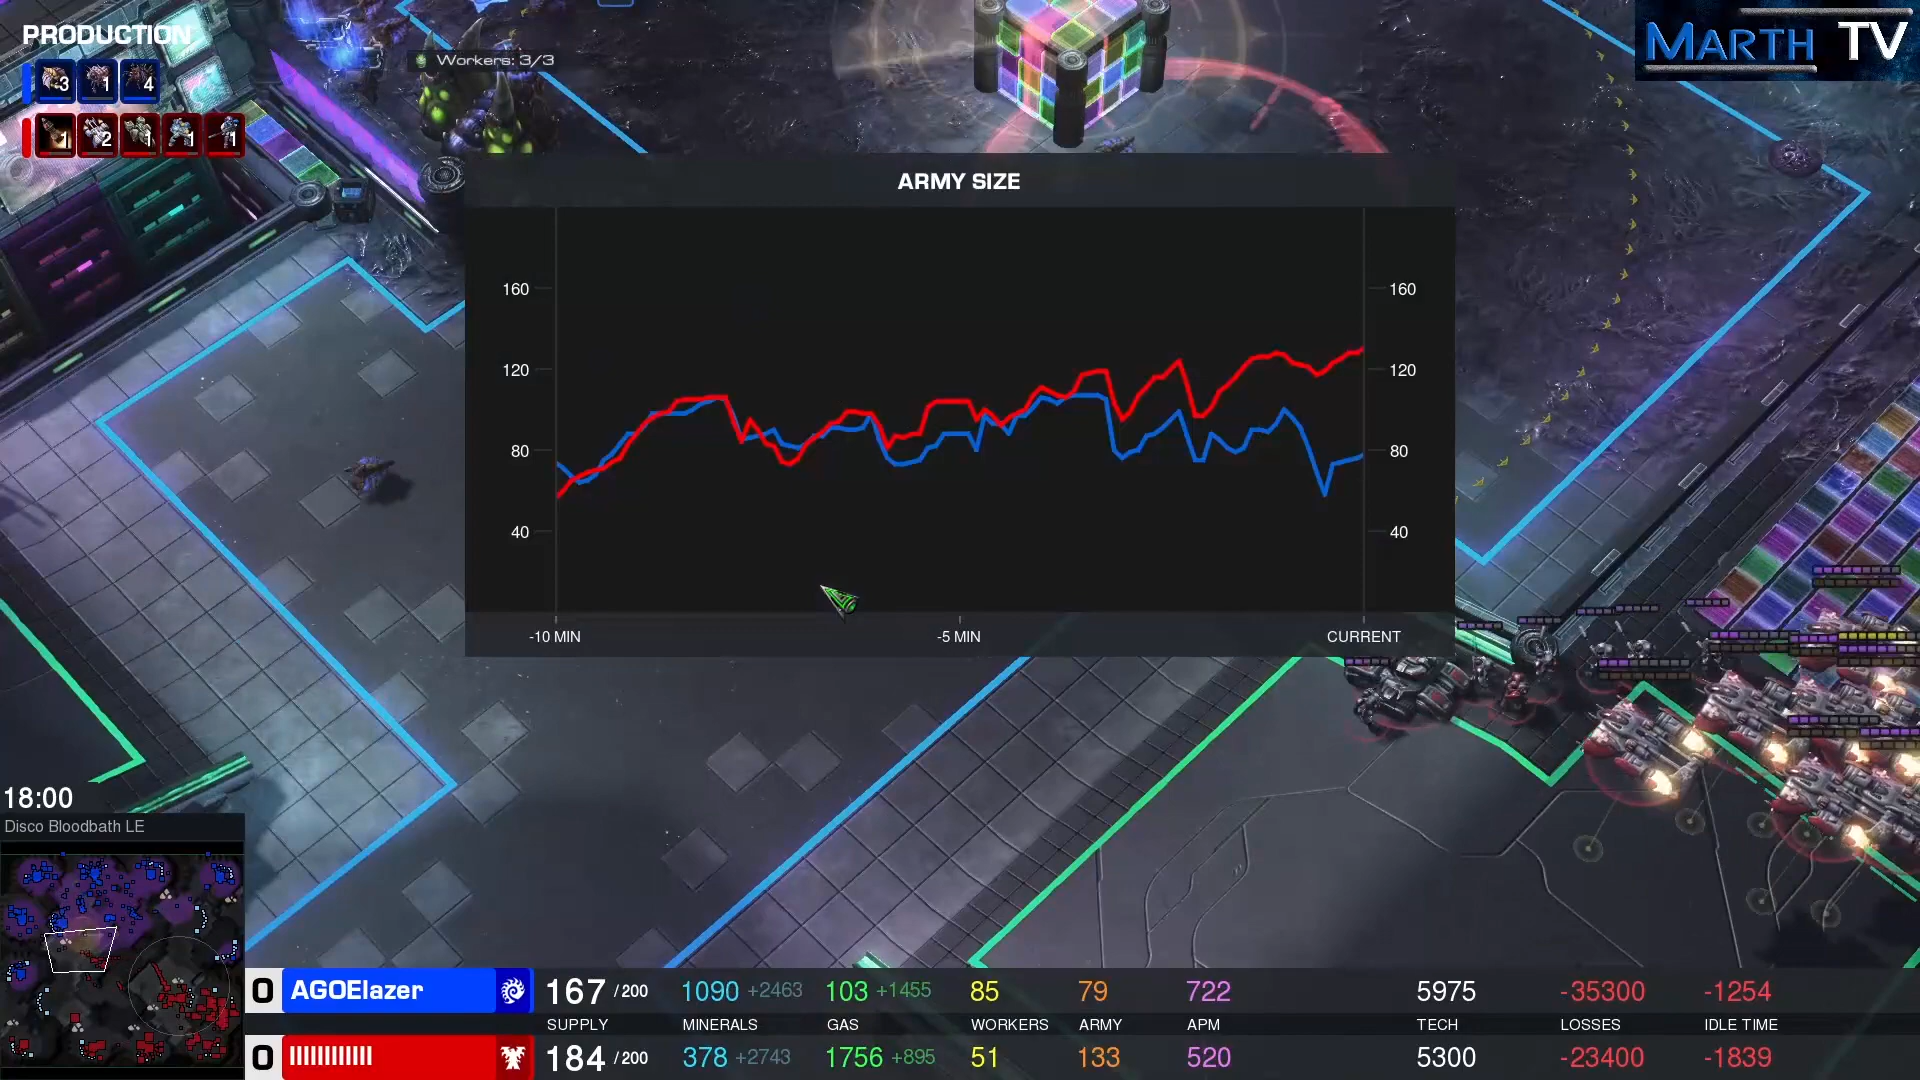 PRODUCTION
3 1 4
1 2 1 1 1
Workers: 3/3
MARTH TV
ARMY SIZE
160 160
120 120
80 80
40 40
-10 MIN -5 MIN CURRENT
18:00
Disco Bloodbath LE
0 AGOElazer 167 /200 1090 +2463 103 +1455 85 79 722 5975 -35300 -1254
SUPPLY MINERALS GAS WORKERS ARMY APM TECH LOSSES IDLE TIME
0 IIIIIIIIIIII 184 /200 378 +2743 1756 +895 51 133 520 5300 -23400 -1839